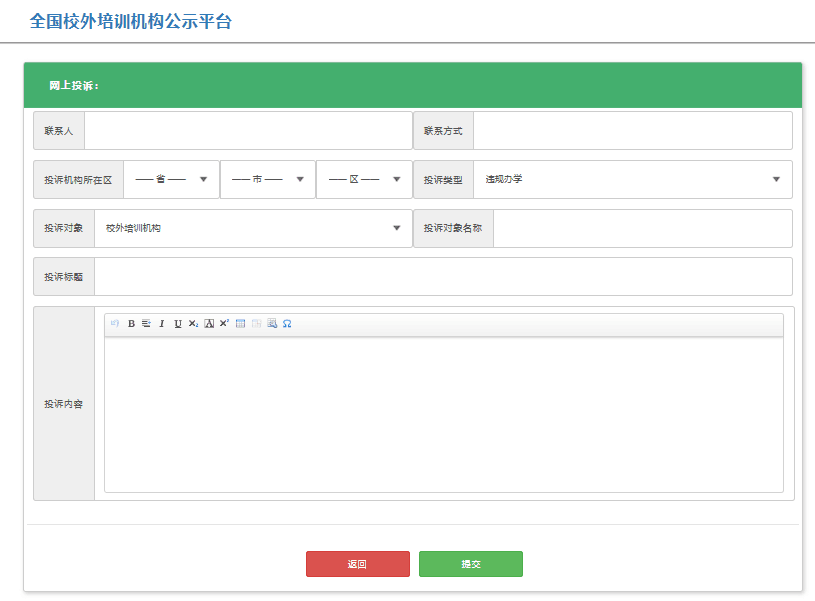 全国校外培训机构公示平台
网上投诉：
联系人 联系方式
投诉机构所在区 —— 省 —— —— 市 —— —— 区 —— 投诉类型 违规办学
投诉对象 校外培训机构 投诉对象名称
投诉标题
B I U X₂ A X² Ω
投诉内容
返回 提交